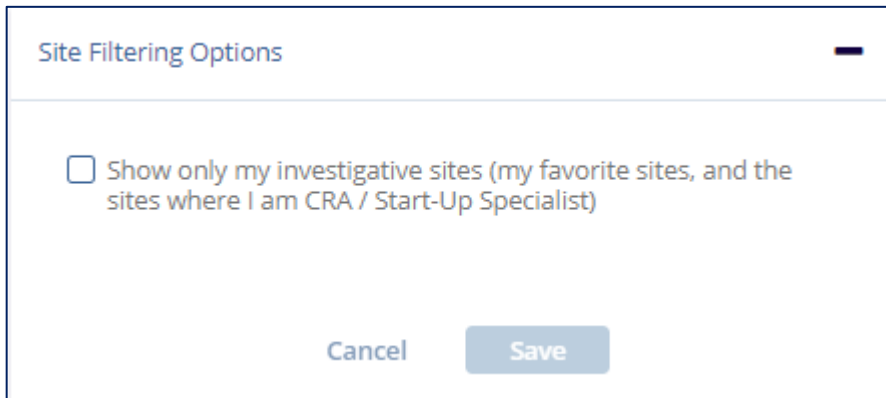 Site Filtering Options
Show only my investigative sites (my favorite sites, and the
sites where I am CRA / Start-Up Specialist)
Cancel
Save